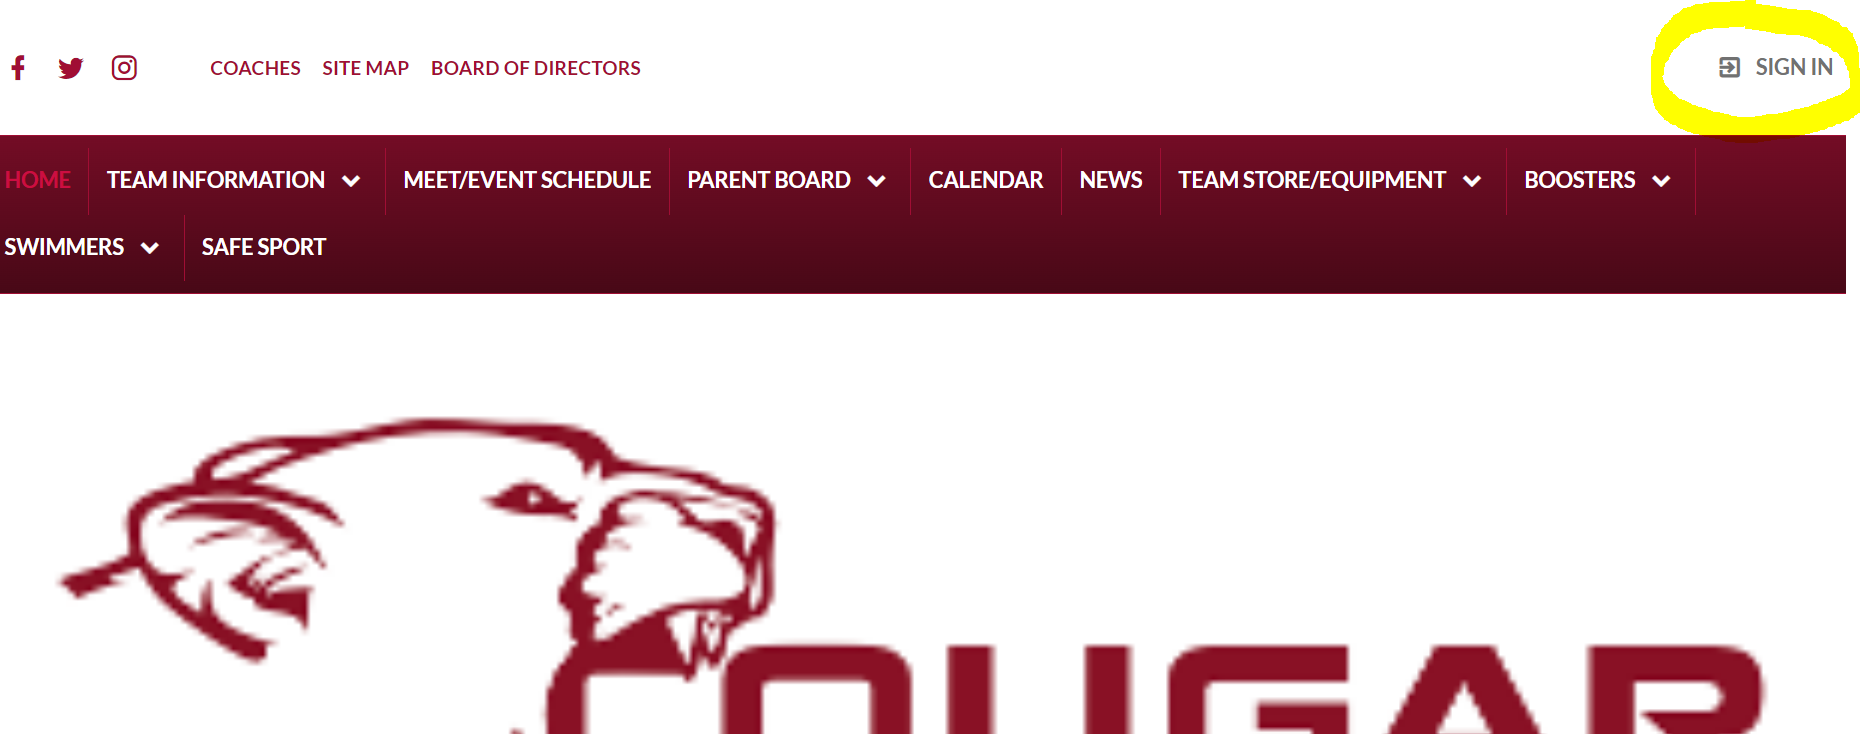 COACHES SITE MAP BOARD OF DIRECTORS SIGN IN
HOME TEAM INFORMATION MEET/EVENT SCHEDULE PARENT BOARD CALENDAR NEWS TEAM STORE/EQUIPMENT BOOSTERS
SWIMMERS SAFE SPORT
COUGAR